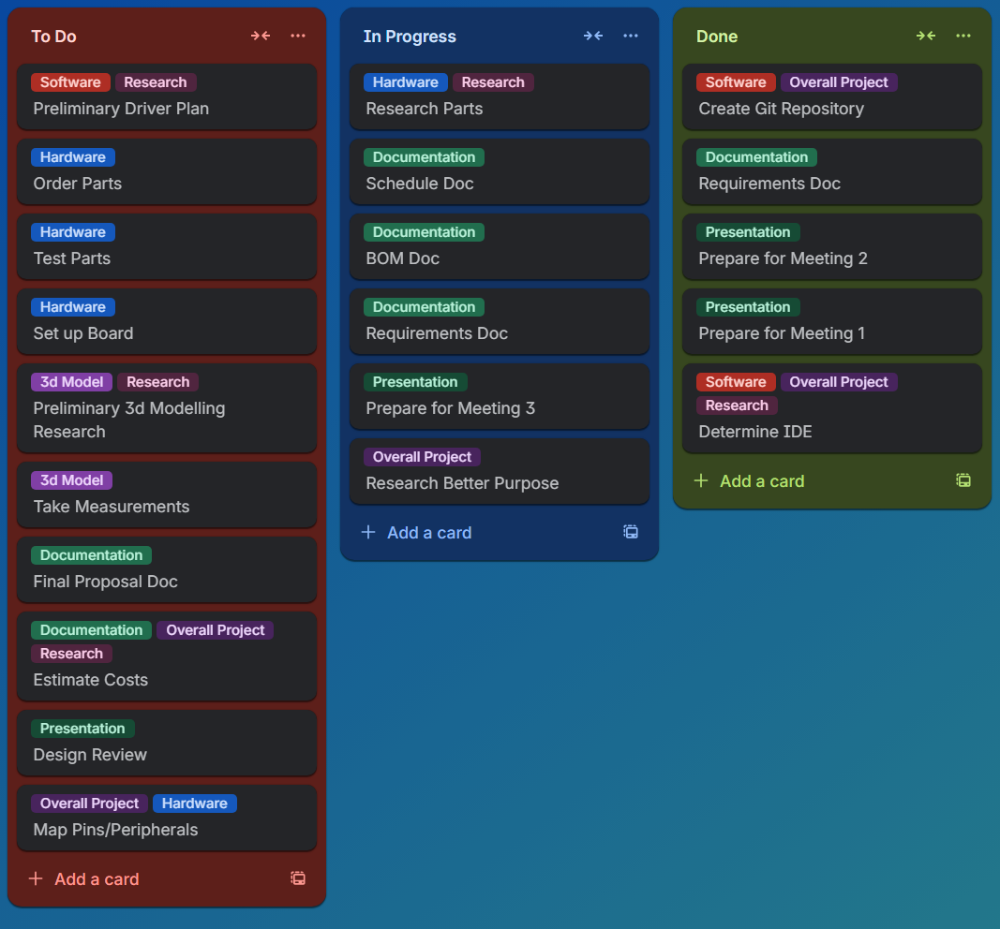 To Do
Software Research
Preliminary Driver Plan
Hardware
Order Parts
Hardware
Test Parts
Hardware
Set up Board
3d Model Research
Preliminary 3d Modelling
Research
3d Model
Take Measurements
Documentation
Final Proposal Doc
Documentation Overall Project
Research
Estimate Costs
Presentation
Design Review
Overall Project Hardware
Map Pins/Peripherals
Add a card
In Progress
Hardware Research
Research Parts
Documentation
Schedule Doc
Documentation
BOM Doc
Documentation
Requirements Doc
Presentation
Prepare for Meeting 3
Overall Project
Research Better Purpose
Add a card
Done
Software Overall Project
Create Git Repository
Documentation
Requirements Doc
Presentation
Prepare for Meeting 2
Presentation
Prepare for Meeting 1
Software Overall Project
Research
Determine IDE
Add a card